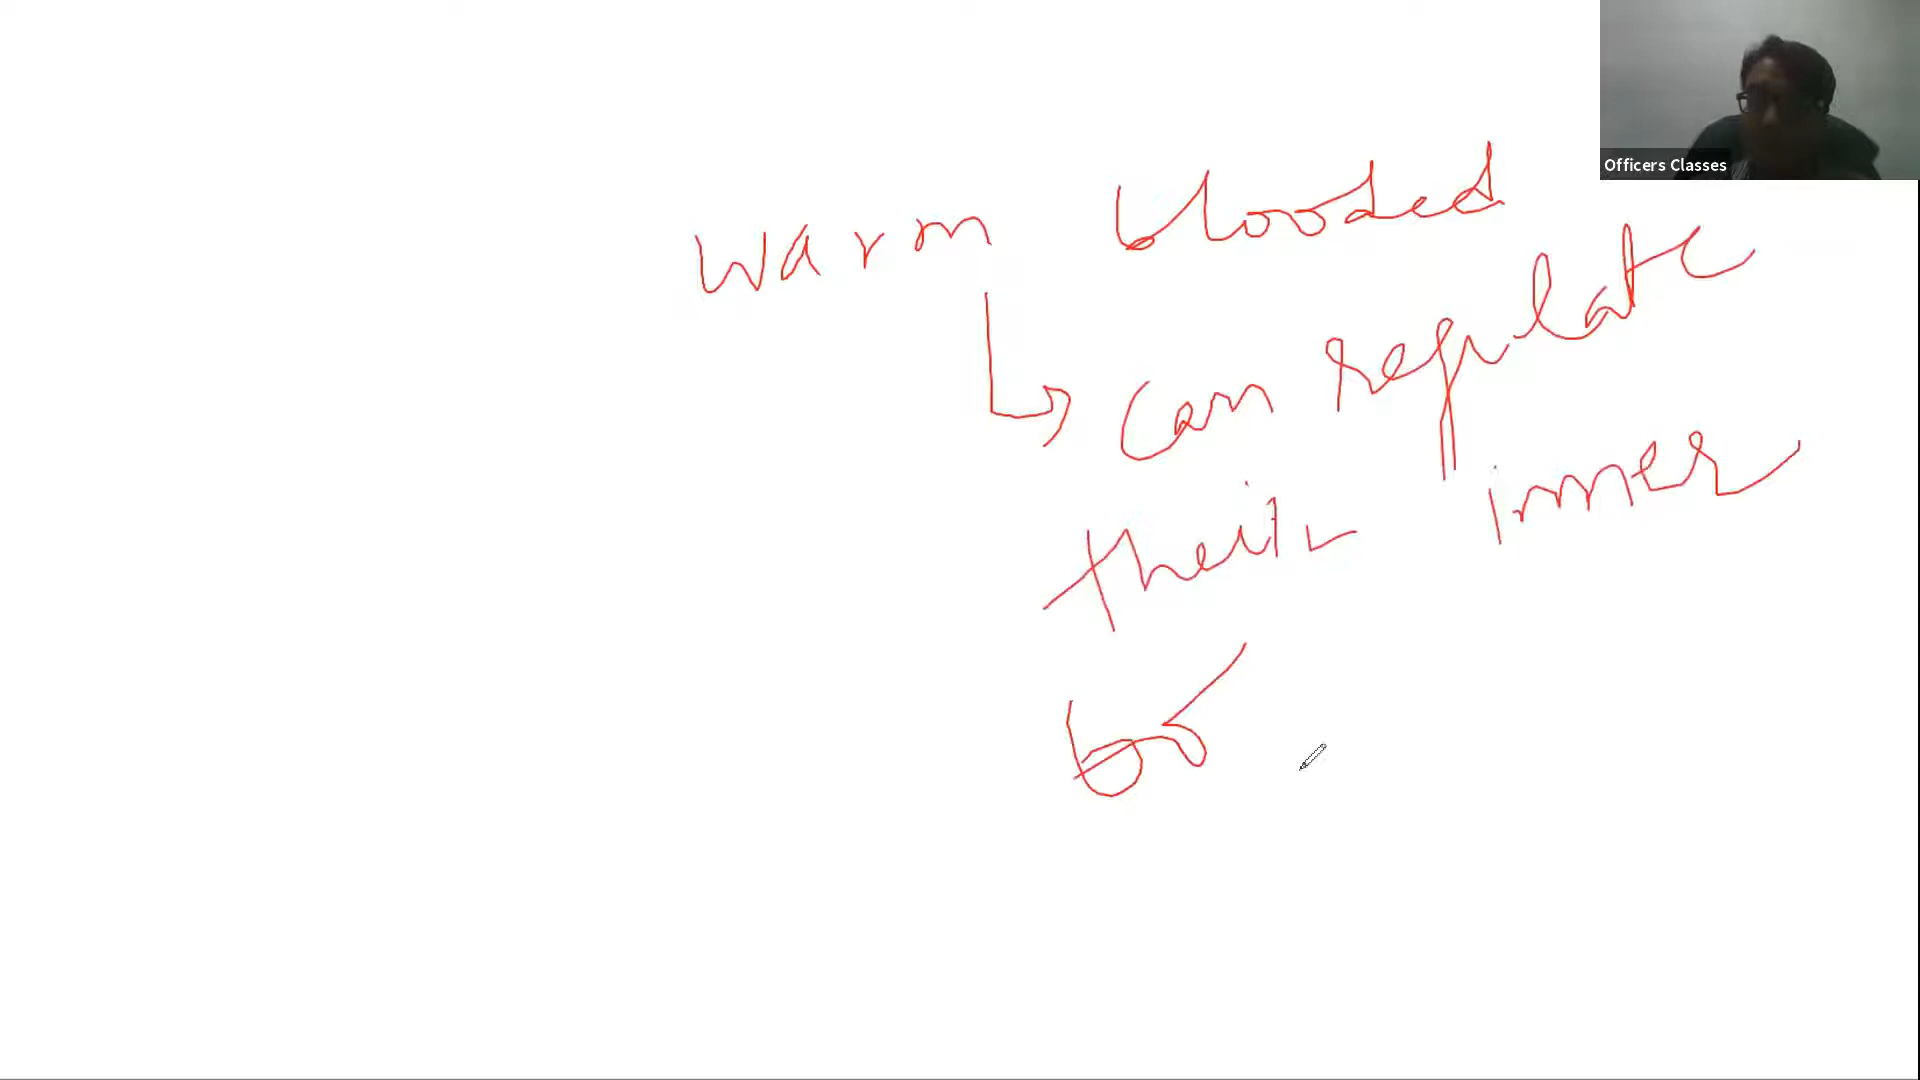 Officers Classes
warm blooded
↳ can regulate
their inner
bo